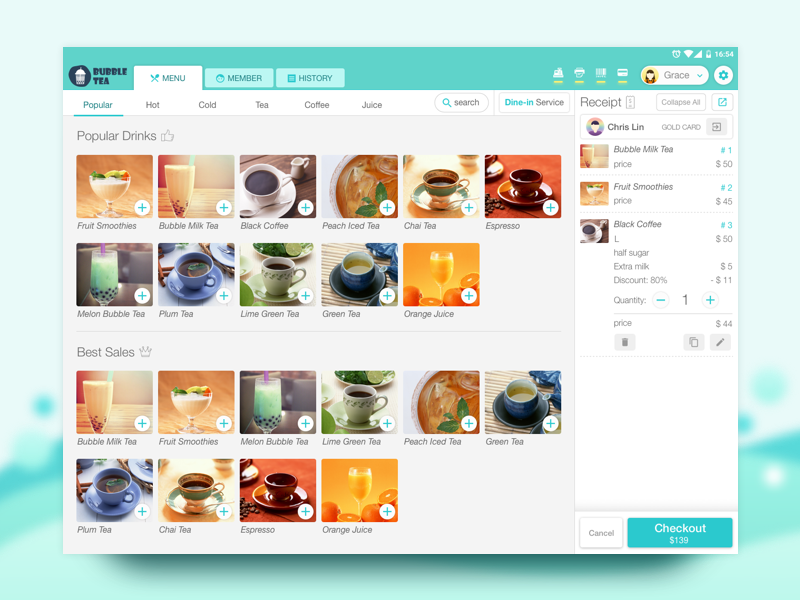 16:54
BUBBLE TEA
MENU
MEMBER
HISTORY
Grace
Popular
Hot
Cold
Tea
Coffee
Juice
search
Dine-in Service
Popular Drinks
Fruit Smoothies
Bubble Milk Tea
Black Coffee
Peach Iced Tea
Chai Tea
Espresso
Melon Bubble Tea
Plum Tea
Lime Green Tea
Green Tea
Orange Juice
Best Sales
Bubble Milk Tea
Fruit Smoothies
Melon Bubble Tea
Lime Green Tea
Peach Iced Tea
Green Tea
Plum Tea
Chai Tea
Espresso
Orange Juice
Receipt
Collapse All
Chris Lin
GOLD CARD
Bubble Milk Tea # 1
price $ 50
Fruit Smoothies # 2
price $ 45
Black Coffee # 3
L $ 50
half sugar
Extra milk $ 5
Discount: 80% - $ 11
Quantity: 1
price $ 44
Cancel
Checkout
$139